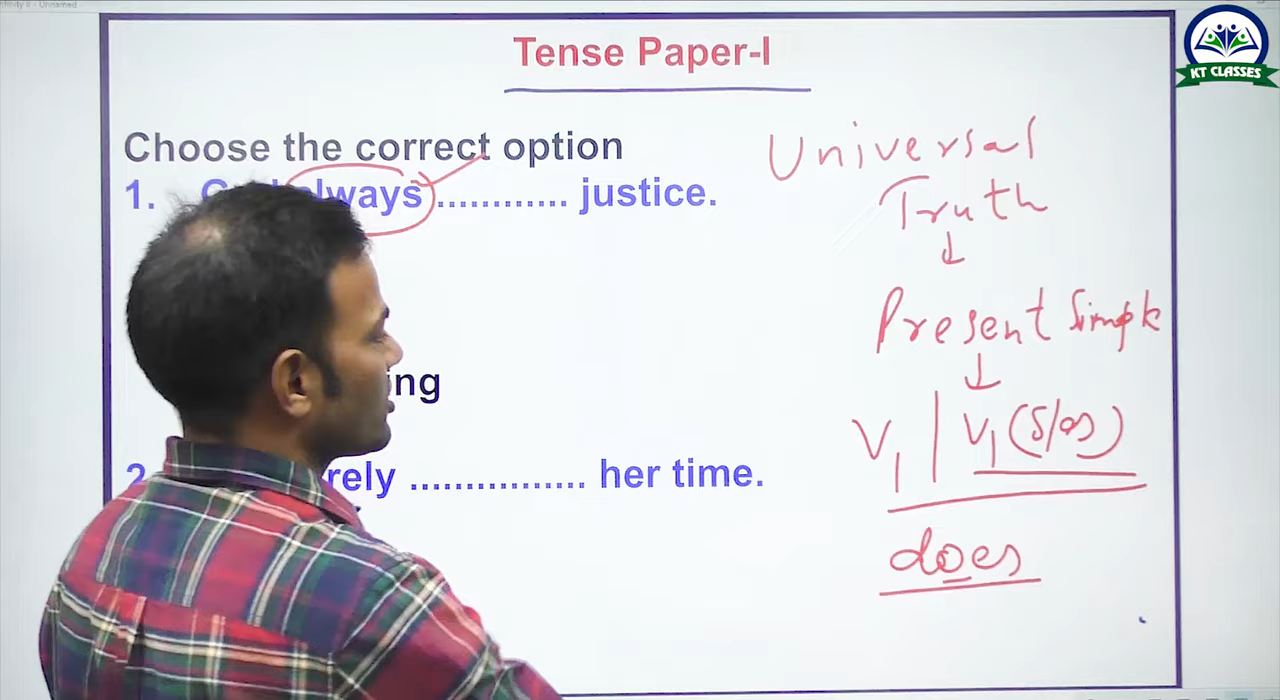 Tense Paper-I
KT CLASSES
Choose the correct option
1. always ............ justice.
ing
2. rely ................ her time.
Universal
Truth
↓
Present Simple
↓
V1 | V1 (s/es)
does